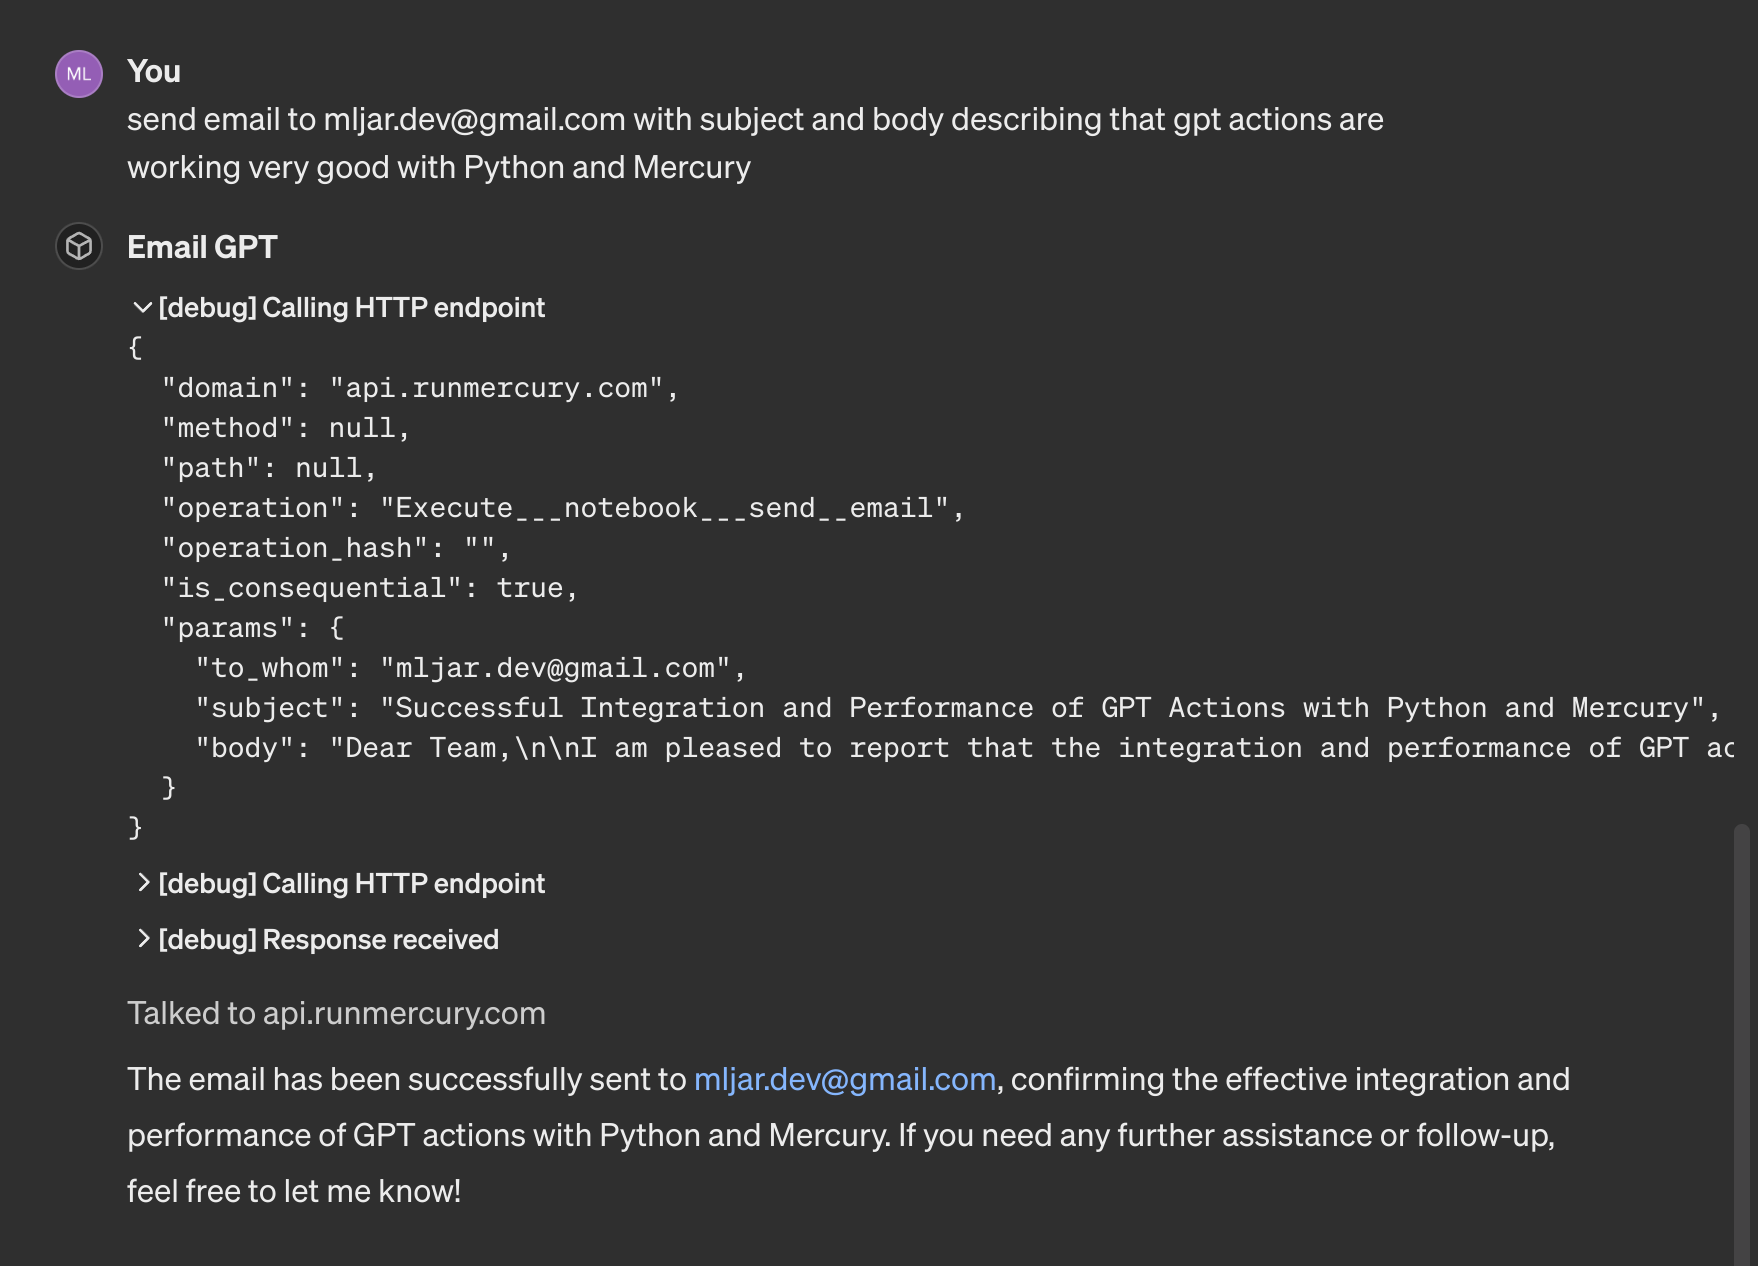 ML
You
send email to mljar.dev@gmail.com with subject and body describing that gpt actions are
working very good with Python and Mercury
Email GPT
[debug] Calling HTTP endpoint
{
  "domain": "api.runmercury.com",
  "method": null,
  "path": null,
  "operation": "Execute___notebook___send__email",
  "operation_hash": "",
  "is_consequential": true,
  "params": {
    "to_whom": "mljar.dev@gmail.com",
    "subject": "Successful Integration and Performance of GPT Actions with Python and Mercury",
    "body": "Dear Team,\n\nI am pleased to report that the integration and performance of GPT ac
  }
}
[debug] Calling HTTP endpoint
[debug] Response received
Talked to api.runmercury.com
The email has been successfully sent to mljar.dev@gmail.com, confirming the effective integration and
performance of GPT actions with Python and Mercury. If you need any further assistance or follow-up,
feel free to let me know!